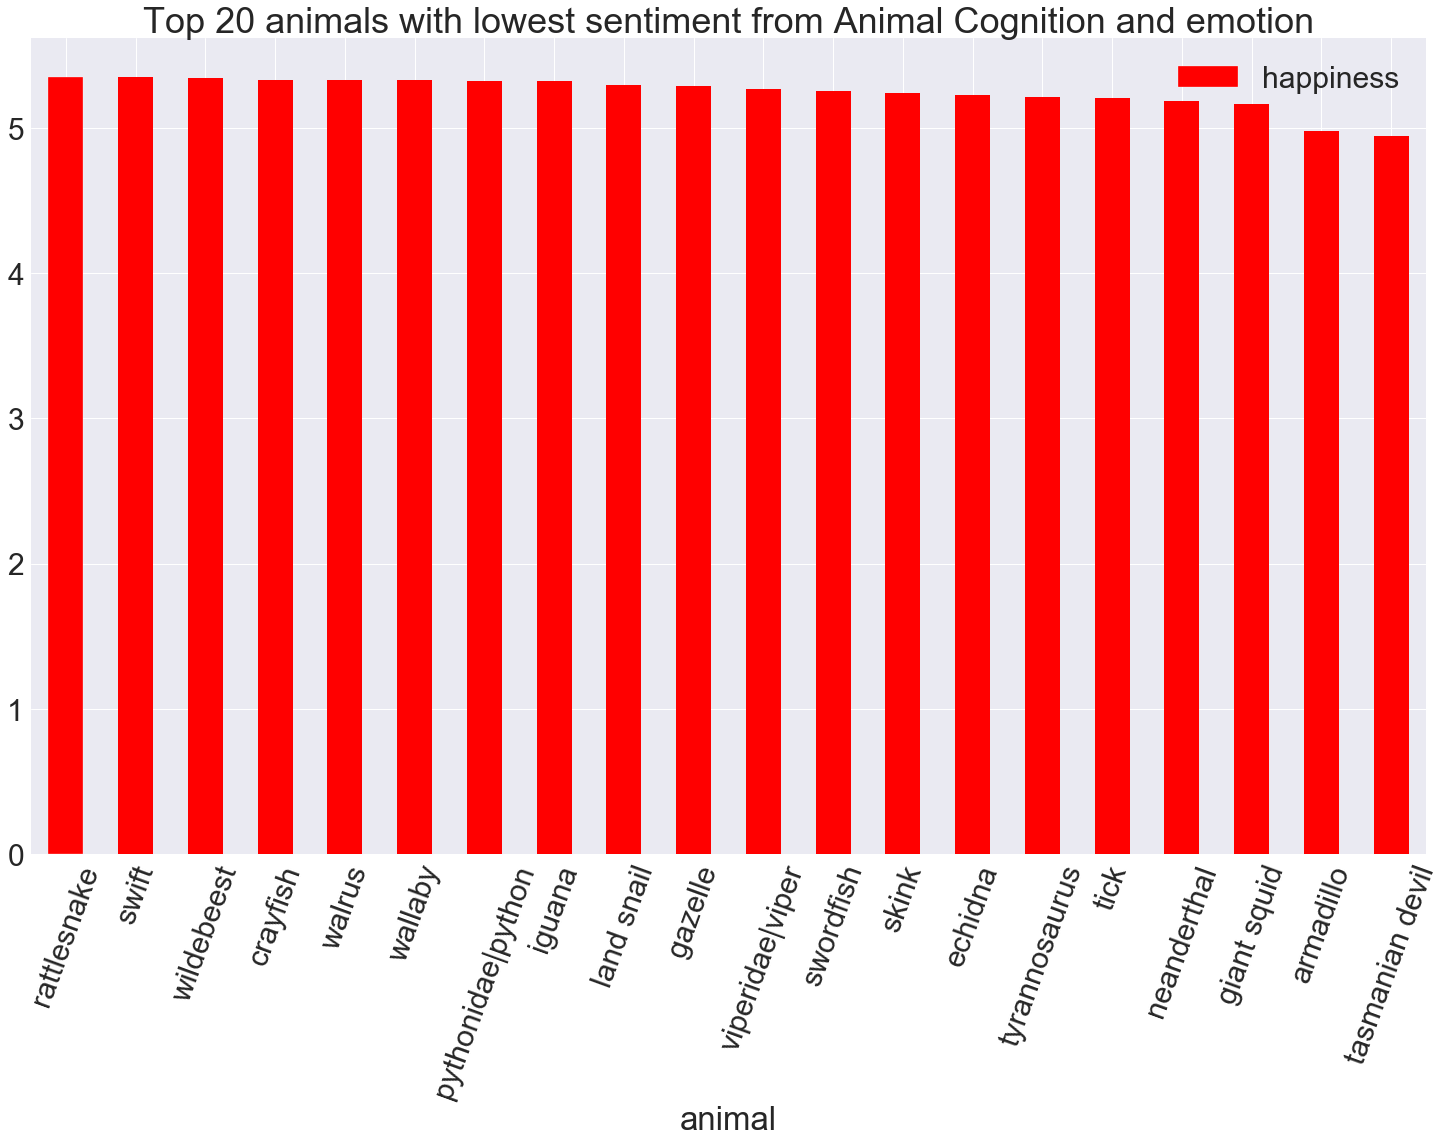 Top 20 animals with lowest sentiment from Animal Cognition and emotion
happiness
5
4
3
2
1
0
rattlesnake
swift
wildebeest
crayfish
walrus
wallaby
pythonidae|python
iguana
land snail
gazelle
viperidae|viper
swordfish
skink
echidna
tyrannosaurus
tick
neanderthal
giant squid
armadillo
tasmanian devil
animal